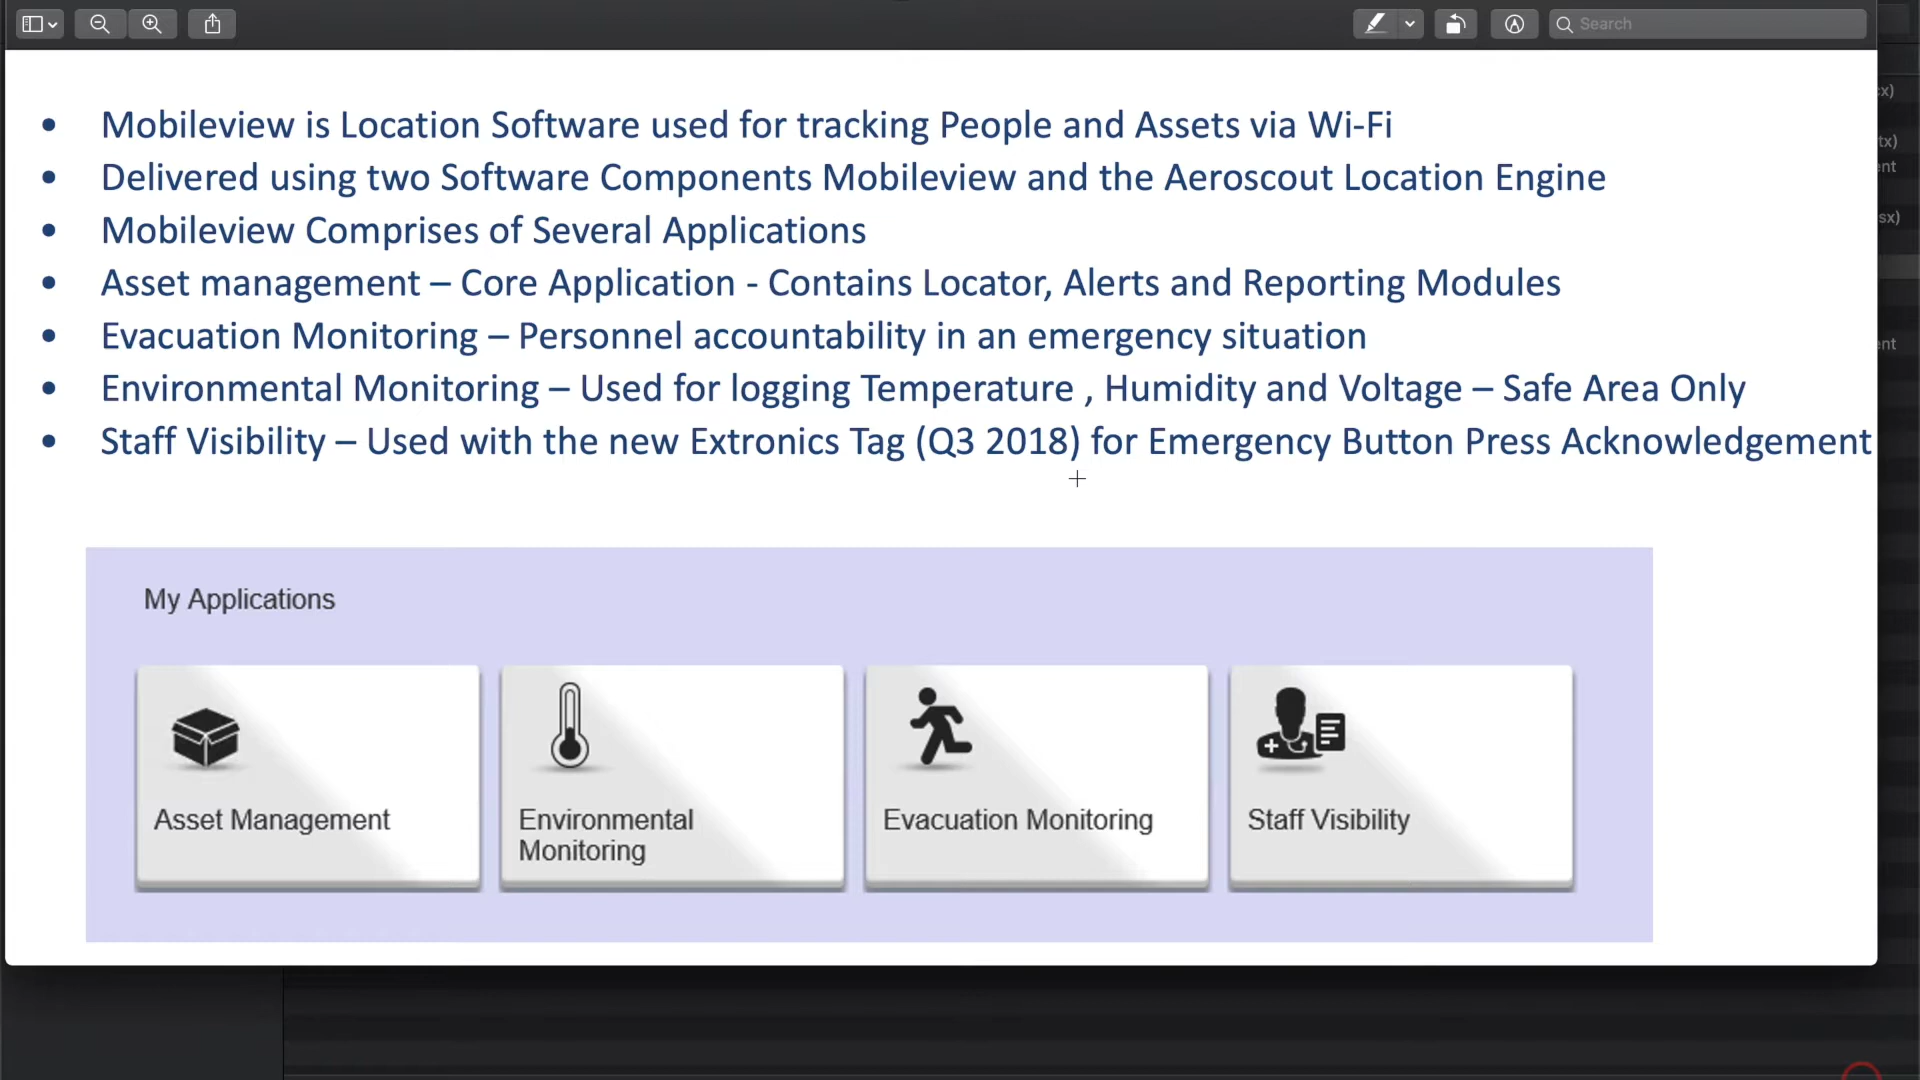 Search
• Mobileview is Location Software used for tracking People and Assets via Wi-Fi
• Delivered using two Software Components Mobileview and the Aeroscout Location Engine
• Mobileview Comprises of Several Applications
• Asset management – Core Application - Contains Locator, Alerts and Reporting Modules
• Evacuation Monitoring – Personnel accountability in an emergency situation
• Environmental Monitoring – Used for logging Temperature , Humidity and Voltage – Safe Area Only
• Staff Visibility – Used with the new Extronics Tag (Q3 2018) for Emergency Button Press Acknowledgement
My Applications
Asset Management
Environmental
Monitoring
Evacuation Monitoring
Staff Visibility